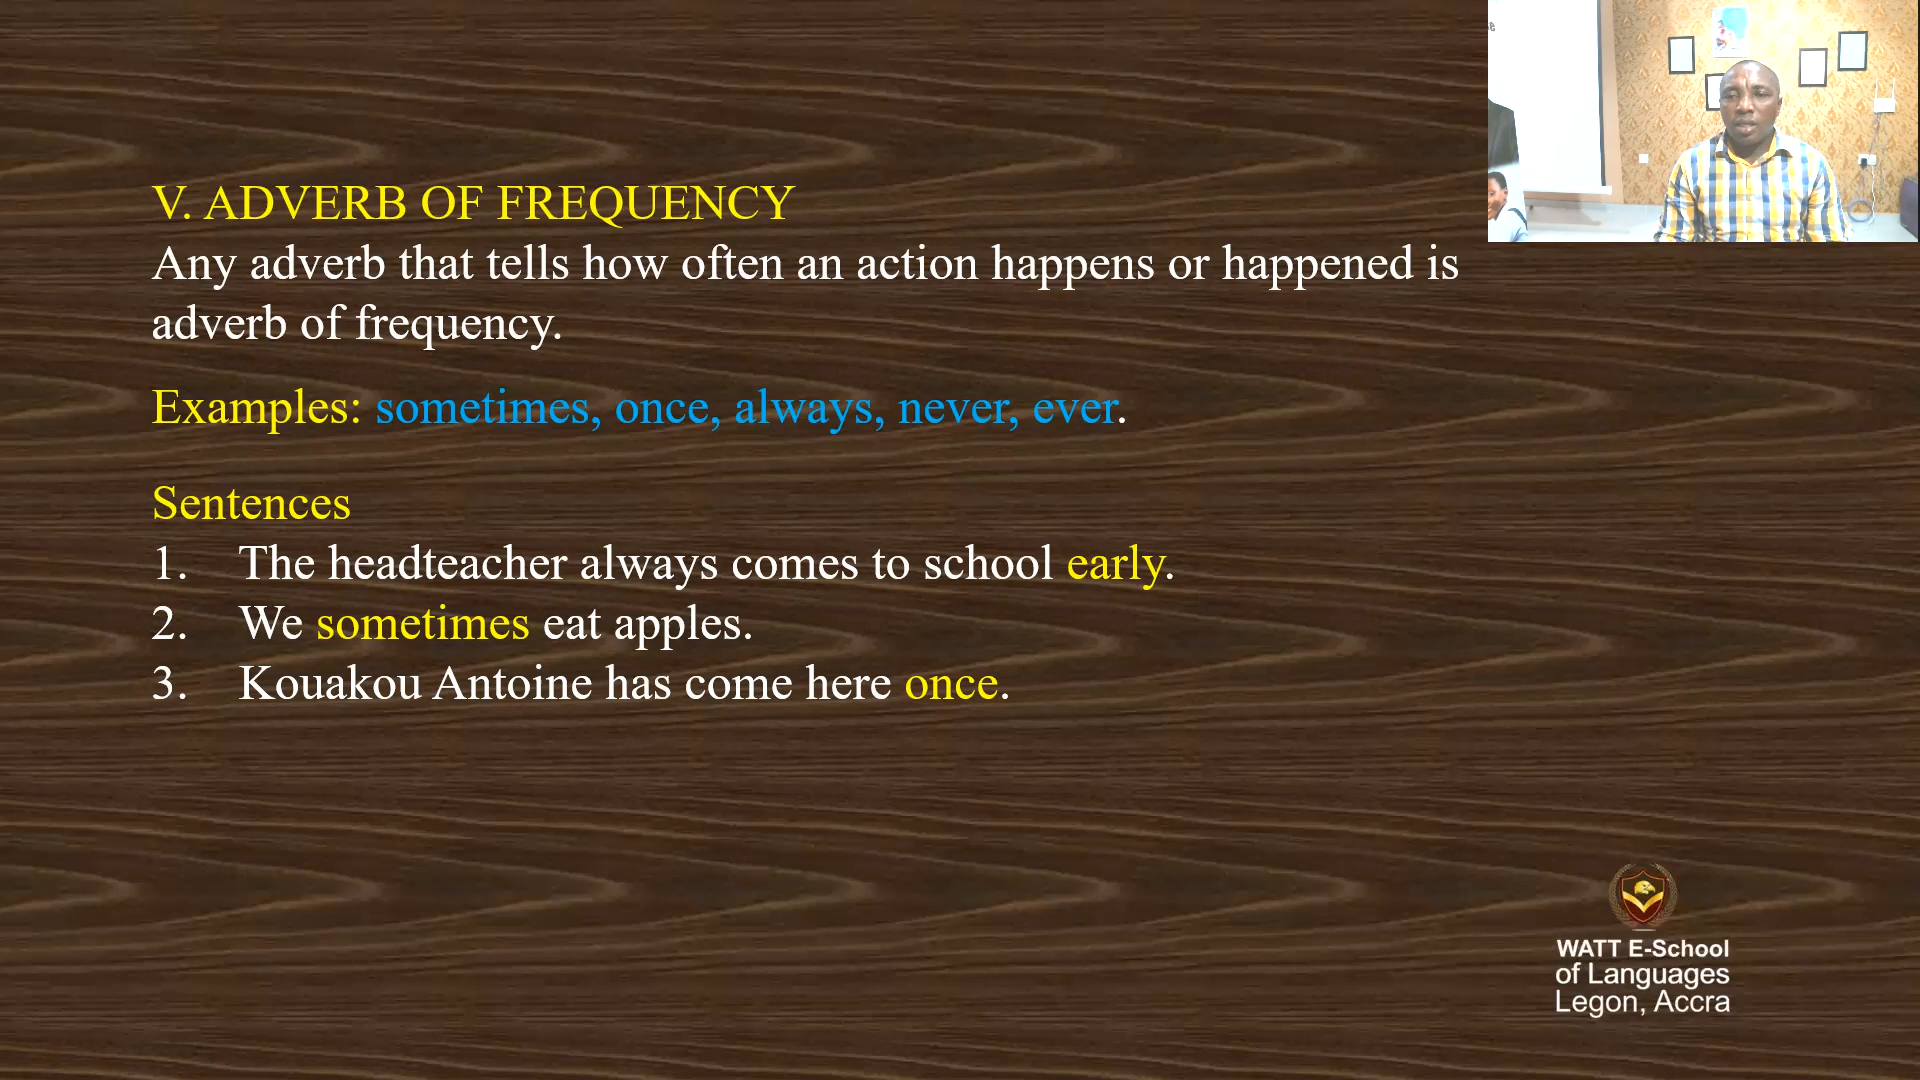 V. ADVERB OF FREQUENCY
Any adverb that tells how often an action happens or happened is
adverb of frequency.
Examples: sometimes, once, always, never, ever.
Sentences
1. The headteacher always comes to school early.
2. We sometimes eat apples.
3. Kouakou Antoine has come here once.
WATT E-School
of Languages
Legon, Accra